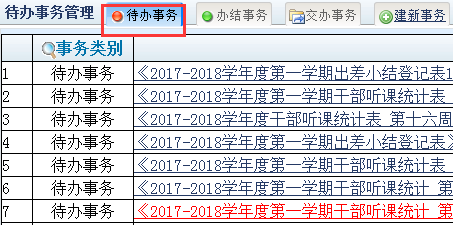 待办事务管理 待办事务 办结事务 交办事务 建新事务
事务类别
1 待办事务 《2017-2018学年度第一学期出差小结登记表1
2 待办事务 《2017-2018学年度第一学期干部听课统计表
3 待办事务 《2017-2018学年度干部听课统计表 第十六周
4 待办事务 《2017-2018学年度第一学期出差小结登记表》
5 待办事务 《2017-2018学年度第一学期干部听课统计表
6 待办事务 《2017-2018学年度第一学期干部听课统计 第
7 待办事务 《2017-2018学年度第一学期干部听课统计 第